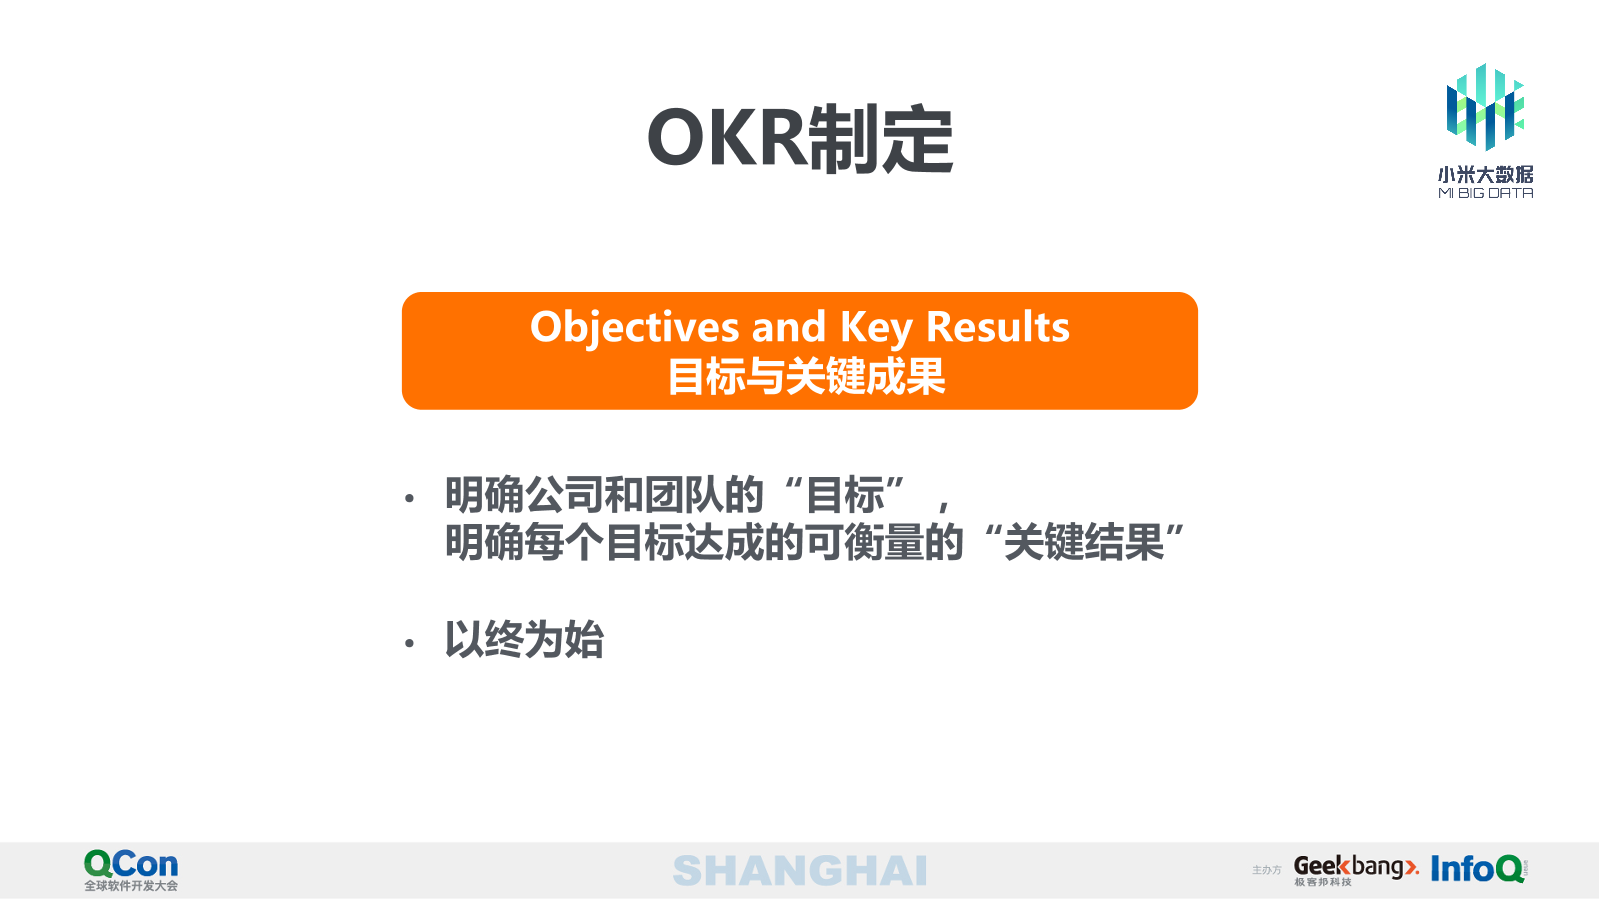 OKR制定
小米大数据
MI BIG DATA
Objectives and Key Results
目标与关键成果
• 明确公司和团队的“目标”，
明确每个目标达成的可衡量的“关键结果”
• 以终为始
QCon
全球软件开发大会
SHANGHAI
主办方
Geekbang>.
极客邦科技
InfoQ